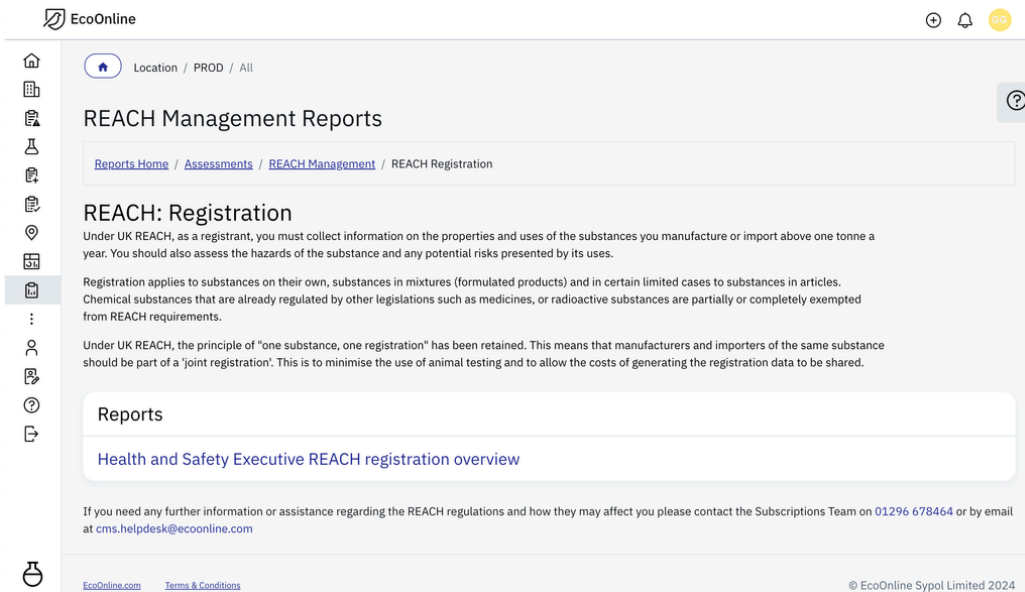 EcoOnline
GG
Location / PROD / All
REACH Management Reports
Reports Home / Assessments / REACH Management / REACH Registration
REACH: Registration
Under UK REACH, as a registrant, you must collect information on the properties and uses of the substances you manufacture or import above one tonne a
year. You should also assess the hazards of the substance and any potential risks presented by its uses.
Registration applies to substances on their own, substances in mixtures (formulated products) and in certain limited cases to substances in articles.
Chemical substances that are already regulated by other legislations such as medicines, or radioactive substances are partially or completely exempted
from REACH requirements.
Under UK REACH, the principle of "one substance, one registration" has been retained. This means that manufacturers and importers of the same substance
should be part of a 'joint registration'. This is to minimise the use of animal testing and to allow the costs of generating the registration data to be shared.
Reports
Health and Safety Executive REACH registration overview
If you need any further information or assistance regarding the REACH regulations and how they may affect you please contact the Subscriptions Team on 01296 678464 or by email
at cms.helpdesk@ecoonline.com
EcoOnline.com Terms & Conditions © EcoOnline Sypol Limited 2024